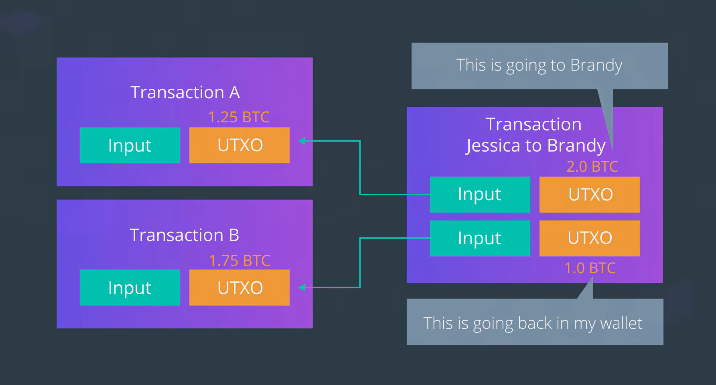 This is going to Brandy
Transaction A
1.25 BTC
Input UTXO
Transaction B
1.75 BTC
Input UTXO
Transaction
Jessica to Brandy
2.0 BTC
Input UTXO
Input UTXO
1.0 BTC
This is going back in my wallet